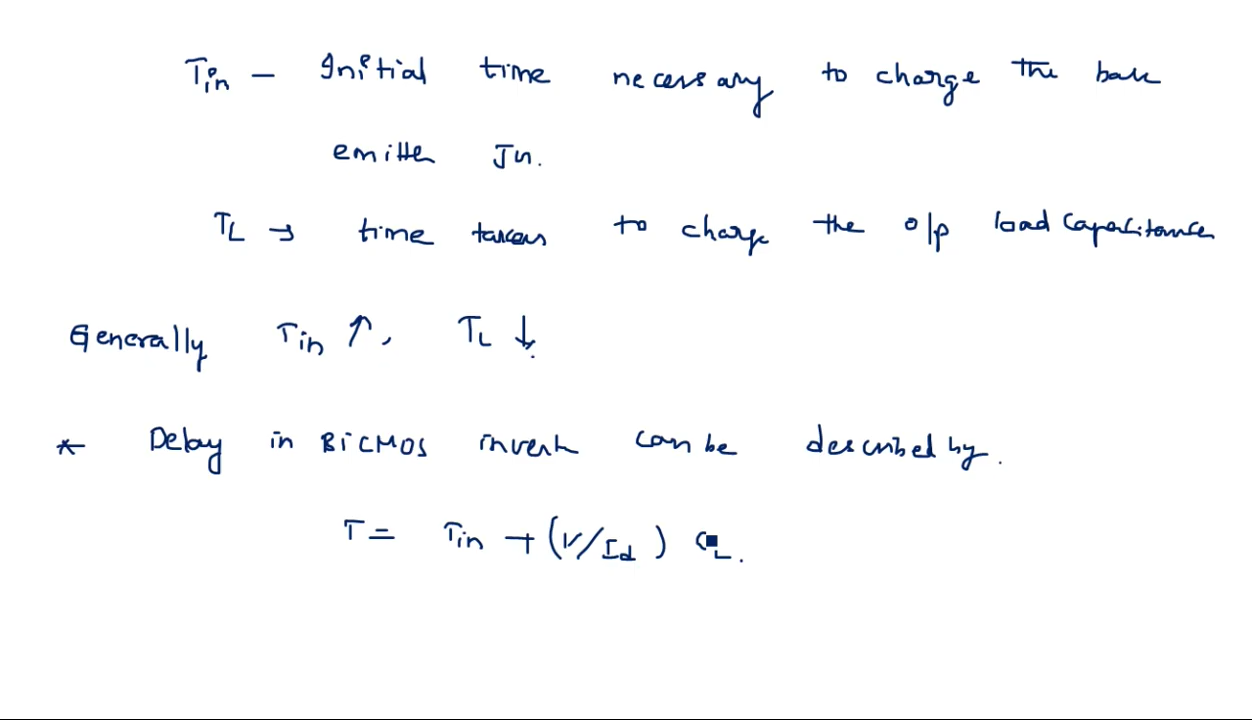 Tin - Initial time necessary to charge the base
emitter Jn.
TL → time taken to charge the o/p load capacitance
Generally Tin ↑, TL ↓.
* Delay in BiCMOS invert can be described by.
T = Tin + (V/Id) CL.